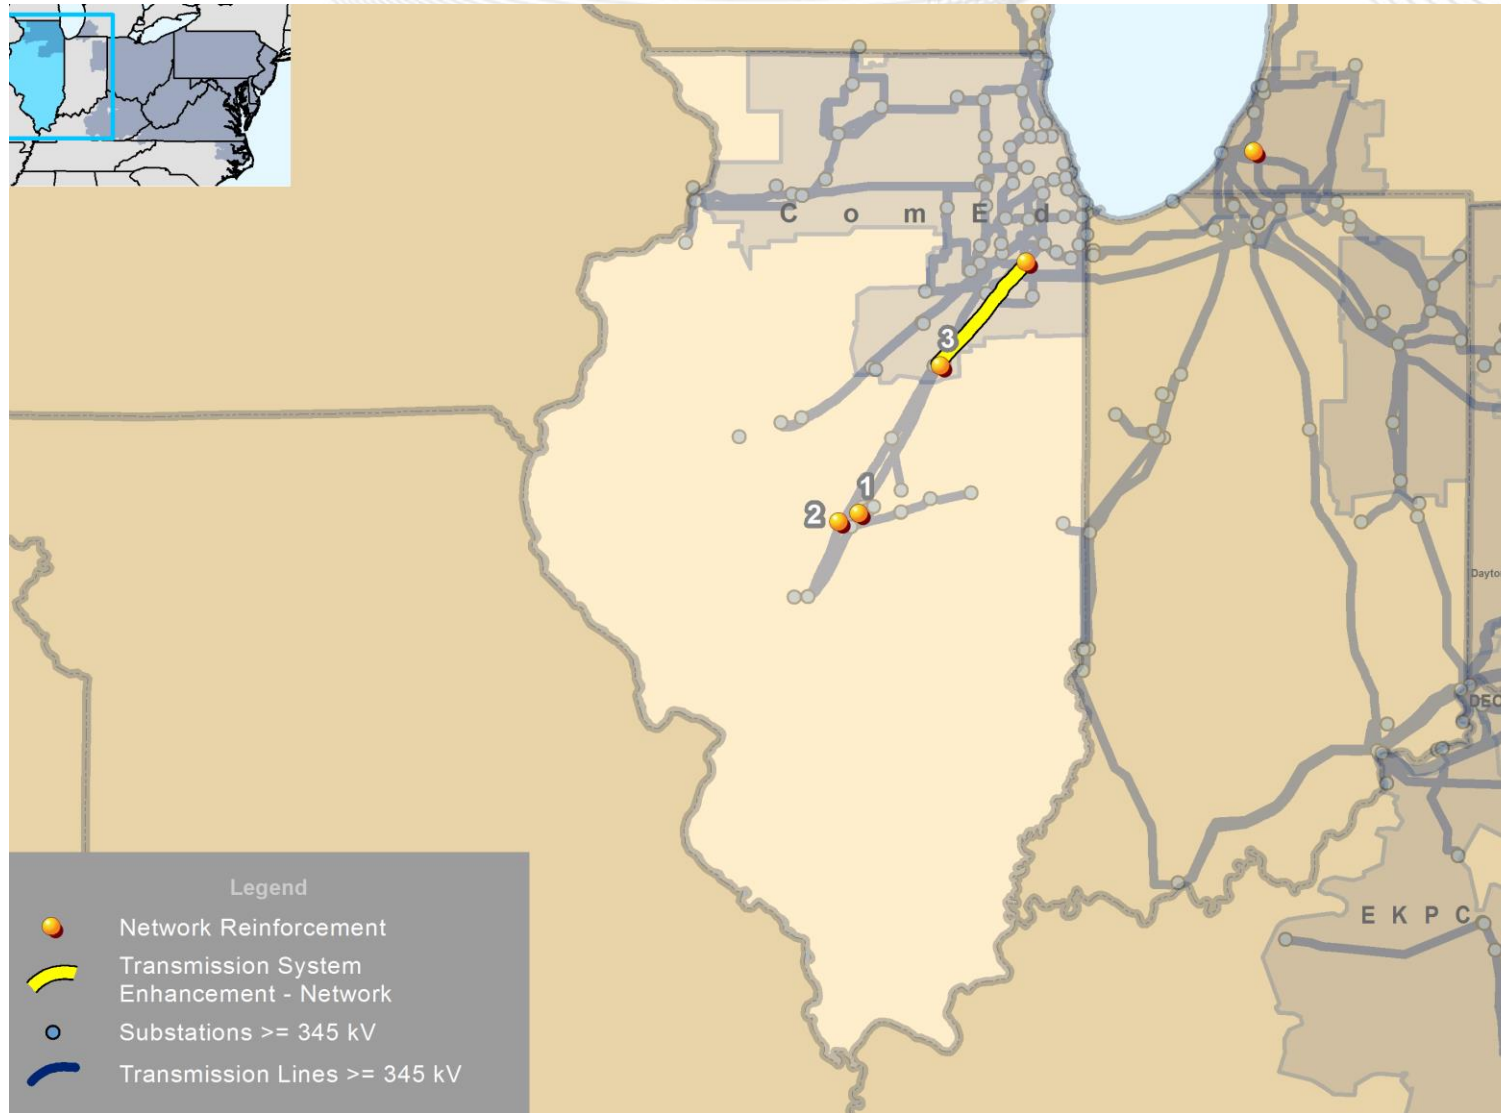 C o m E d
3
1
2
Dayto
DEO
E K P C
Legend
Network Reinforcement
Transmission System
Enhancement - Network
Substations >= 345 kV
Transmission Lines >= 345 kV